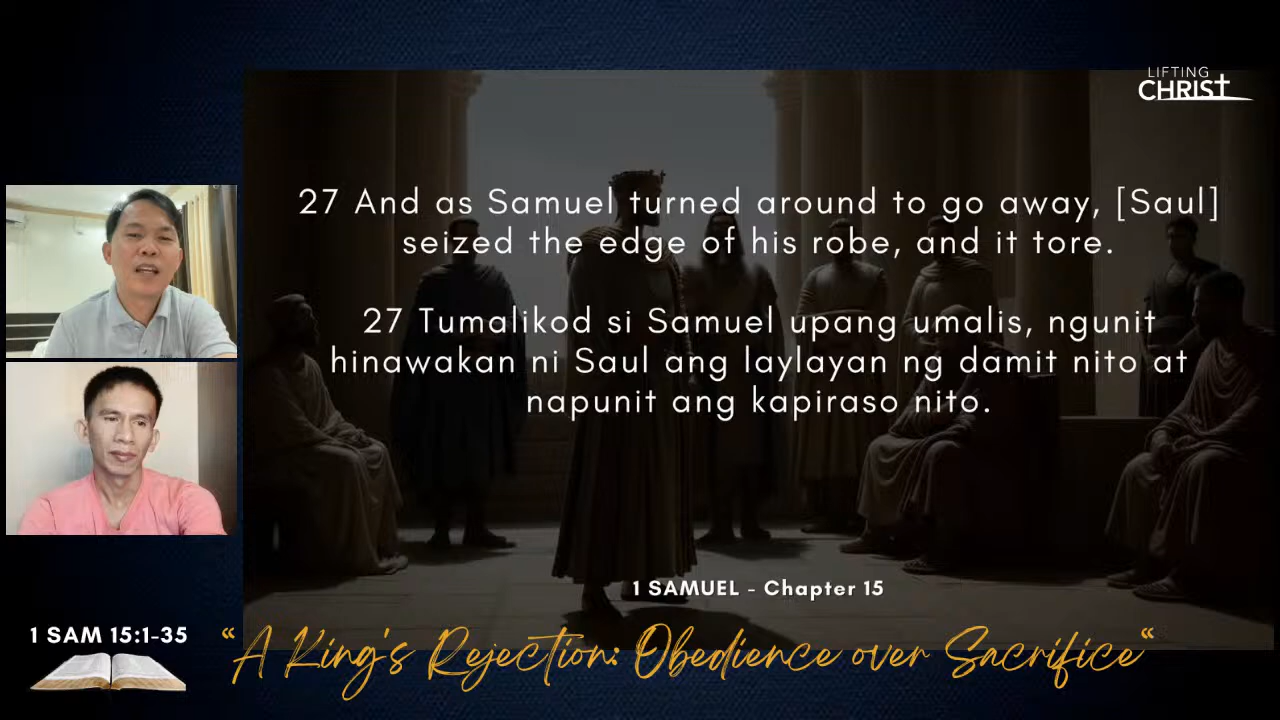 LIFTING
CHRIST
27 And as Samuel turned around to go away, [Saul]
seized the edge of his robe, and it tore.
27 Tumalikod si Samuel upang umalis, ngunit
hinawakan ni Saul ang laylayan ng damit nito at
napunit ang kapiraso nito.
1 SAMUEL - Chapter 15
1 SAM 15:1-35
“A King's Rejection: Obedience over Sacrifice“